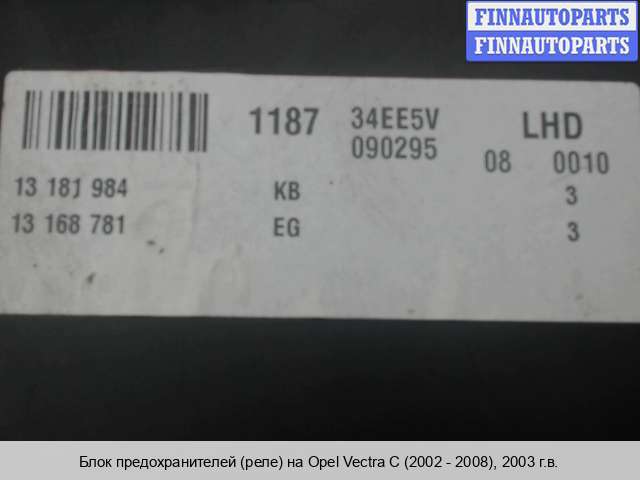 FINNAUTOPARTS
FINNAUTOPARTS
1187 34EE5V LHD
090295 08 0010
13 181 984 KB 3
13 168 781 EG 3
Блок предохранителей (реле) на Opel Vectra C (2002 - 2008), 2003 г.в.